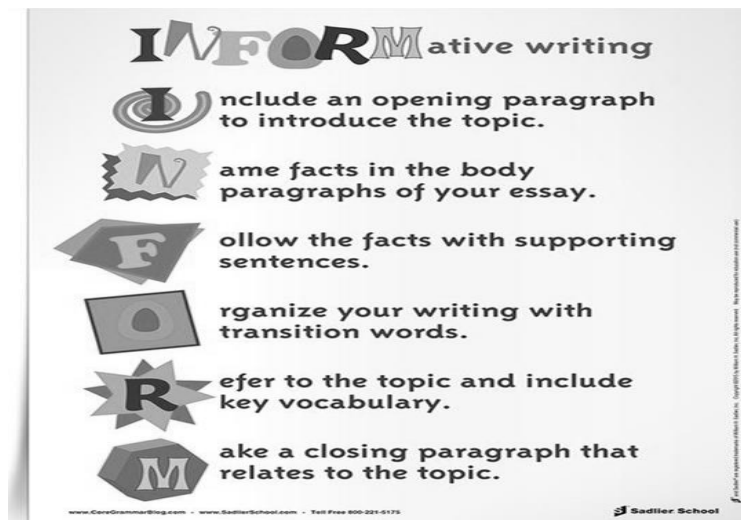 INFORMative writing
Include an opening paragraph
to introduce the topic.
Name facts in the body
paragraphs of your essay.
Follow the facts with supporting
sentences.
Organize your writing with
transition words.
Refer to the topic and include
key vocabulary.
Make a closing paragraph that
relates to the topic.
www.CoreGrammarBlog.com • www.SadlierSchool.com • Toll Free 800-221-5175
Sadlier School